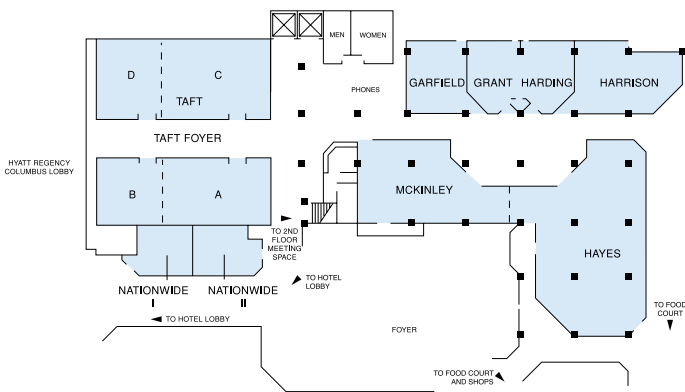 MEN
WOMEN
PHONES
D
C
TAFT
GARFIELD
GRANT
HARDING
HARRISON
TAFT FOYER
HYATT REGENCY
COLUMBUS LOBBY
B
A
MCKINLEY
TO 2ND
FLOOR
MEETING
SPACE
HAYES
NATIONWIDE
I
NATIONWIDE
II
TO HOTEL
LOBBY
TO HOTEL LOBBY
FOYER
TO FOOD
COURT
TO FOOD COURT
AND SHOPS